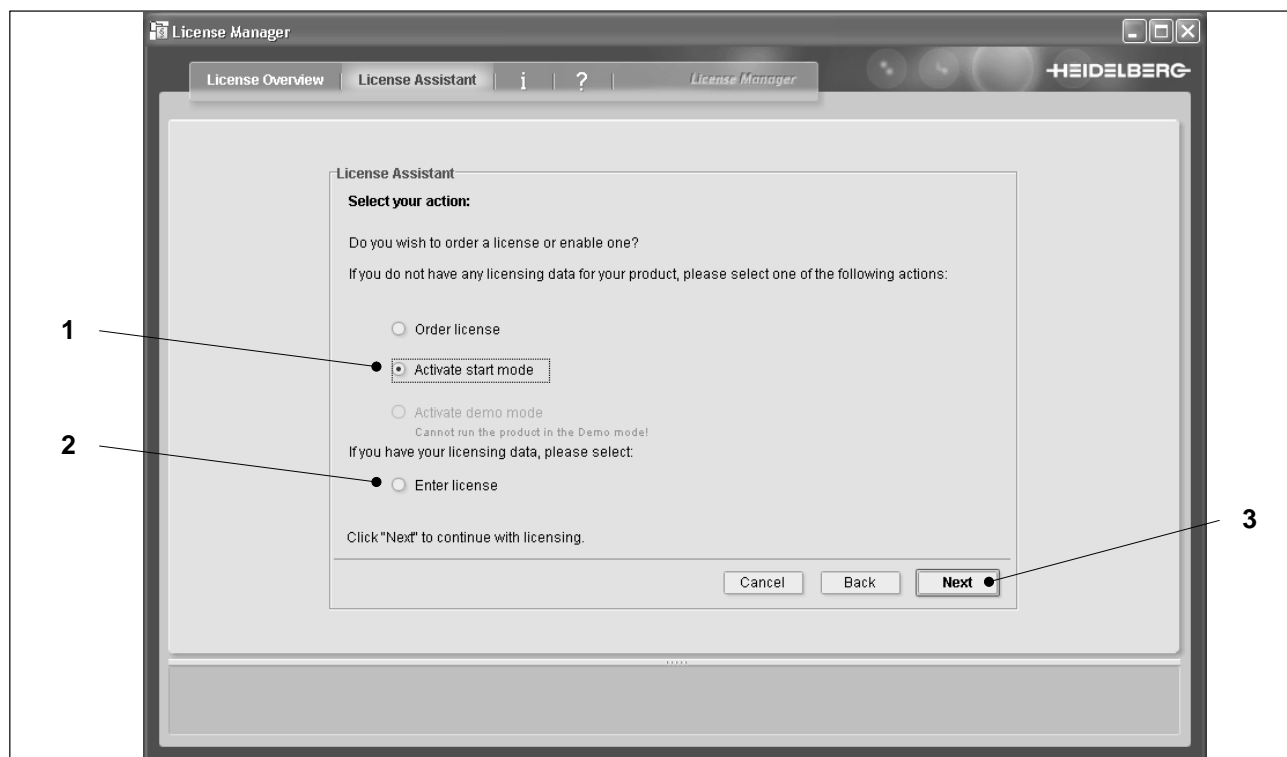 License Manager
License Overview License Assistant i ? License Manager HEIDELBERG
License Assistant
Select your action:
Do you wish to order a license or enable one?
If you do not have any licensing data for your product, please select one of the following actions:
Order license
1
Activate start mode
Activate demo mode
Cannot run the product in the Demo mode!
2
If you have your licensing data, please select:
Enter license
3
Click "Next" to continue with licensing.
Cancel Back Next